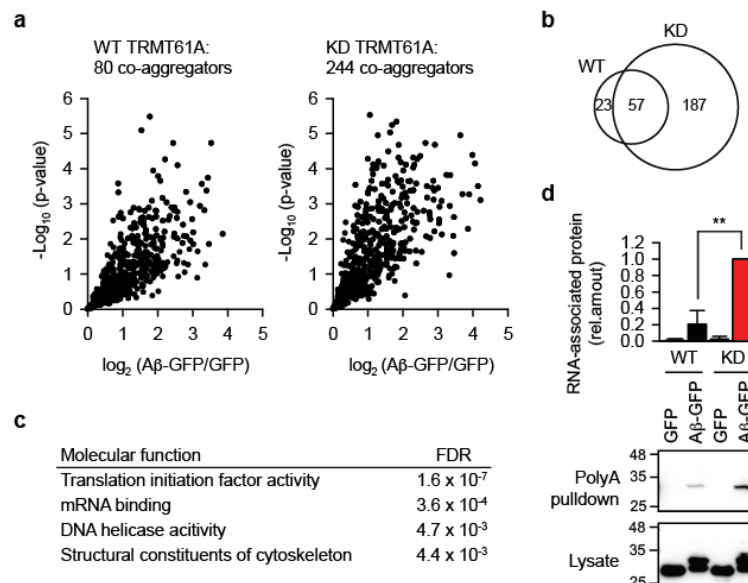 a
WT TRMT61A:
80 co-aggregators
KD TRMT61A:
244 co-aggregators
6
5
4
3
2
1
0
-Log10 (p-value)
0 1 2 3 4 5
log2 (Aβ-GFP/GFP)
6
5
4
3
2
1
0
-Log10 (p-value)
0 1 2 3 4 5
log2 (Aβ-GFP/GFP)
b
KD
WT
23 57 187
c
Molecular function FDR
Translation initiation factor activity 1.6 x 10-7
mRNA binding 3.6 x 10-4
DNA helicase acitivity 4.7 x 10-3
Structural constituents of cytoskeleton 4.4 x 10-3
d
**
RNA-associated protein
(rel.amout)
1.2
1.0
0.8
0.6
0.4
0.2
0.0
WT KD
GFP
Aβ-GFP
GFP
Aβ-GFP
PolyA
pulldown
48
35
25
Lysate
48
35
25